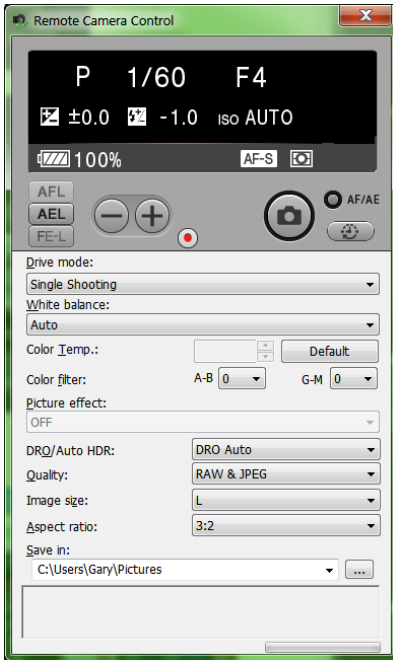 Remote Camera Control
P 1/60 F4
±0.0 -1.0 ISO AUTO
100% AF-S
AFL
AEL
FE-L
AF/AE
Drive mode:
Single Shooting
White balance:
Auto
Color Temp.: Default
Color filter: A-B 0 G-M 0
Picture effect:
OFF
DRO/Auto HDR: DRO Auto
Quality: RAW & JPEG
Image size: L
Aspect ratio: 3:2
Save in:
C:\Users\Gary\Pictures ...